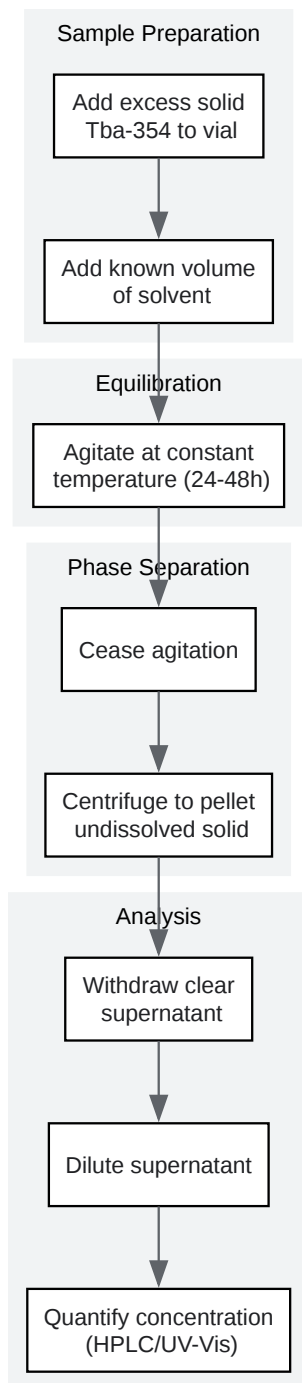 Sample Preparation
Add excess solid
Tba-354 to vial
Add known volume
of solvent
Equilibration
Agitate at constant
temperature (24-48h)
Phase Separation
Cease agitation
Centrifuge to pellet
undissolved solid
Analysis
Withdraw clear
supernatant
Dilute supernatant
Quantify concentration
(HPLC/UV-Vis)